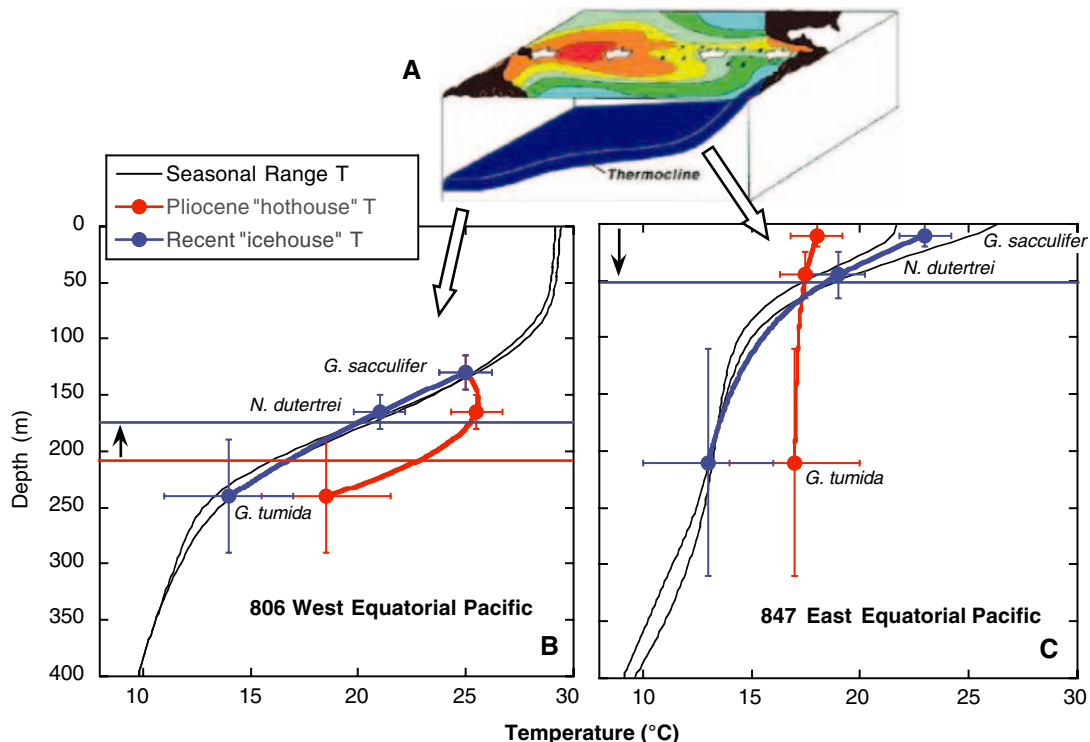 A
Thermocline
Seasonal Range T
Pliocene "hothouse" T
Recent "icehouse" T
0
50
100
150
200
250
300
350
400
Depth (m)
G. sacculifer
N. dutertrei
G. tumida
806 West Equatorial Pacific
B
10
15
20
25
30
G. sacculifer
N. dutertrei
G. tumida
847 East Equatorial Pacific
C
10
15
20
25
30
Temperature (°C)